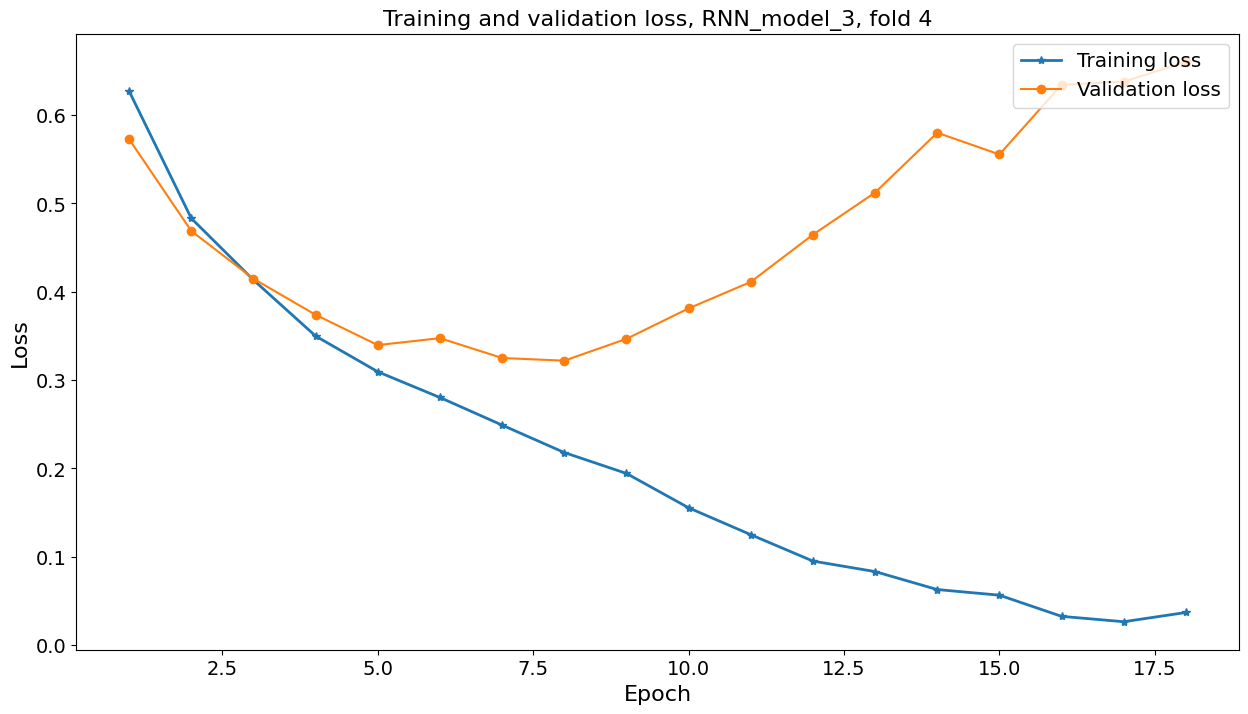 Training and validation loss, RNN_model_3, fold 4
Training loss
Validation loss
Loss
0.6
0.5
0.4
0.3
0.2
0.1
0.0
2.5 5.0 7.5 10.0 12.5 15.0 17.5
Epoch